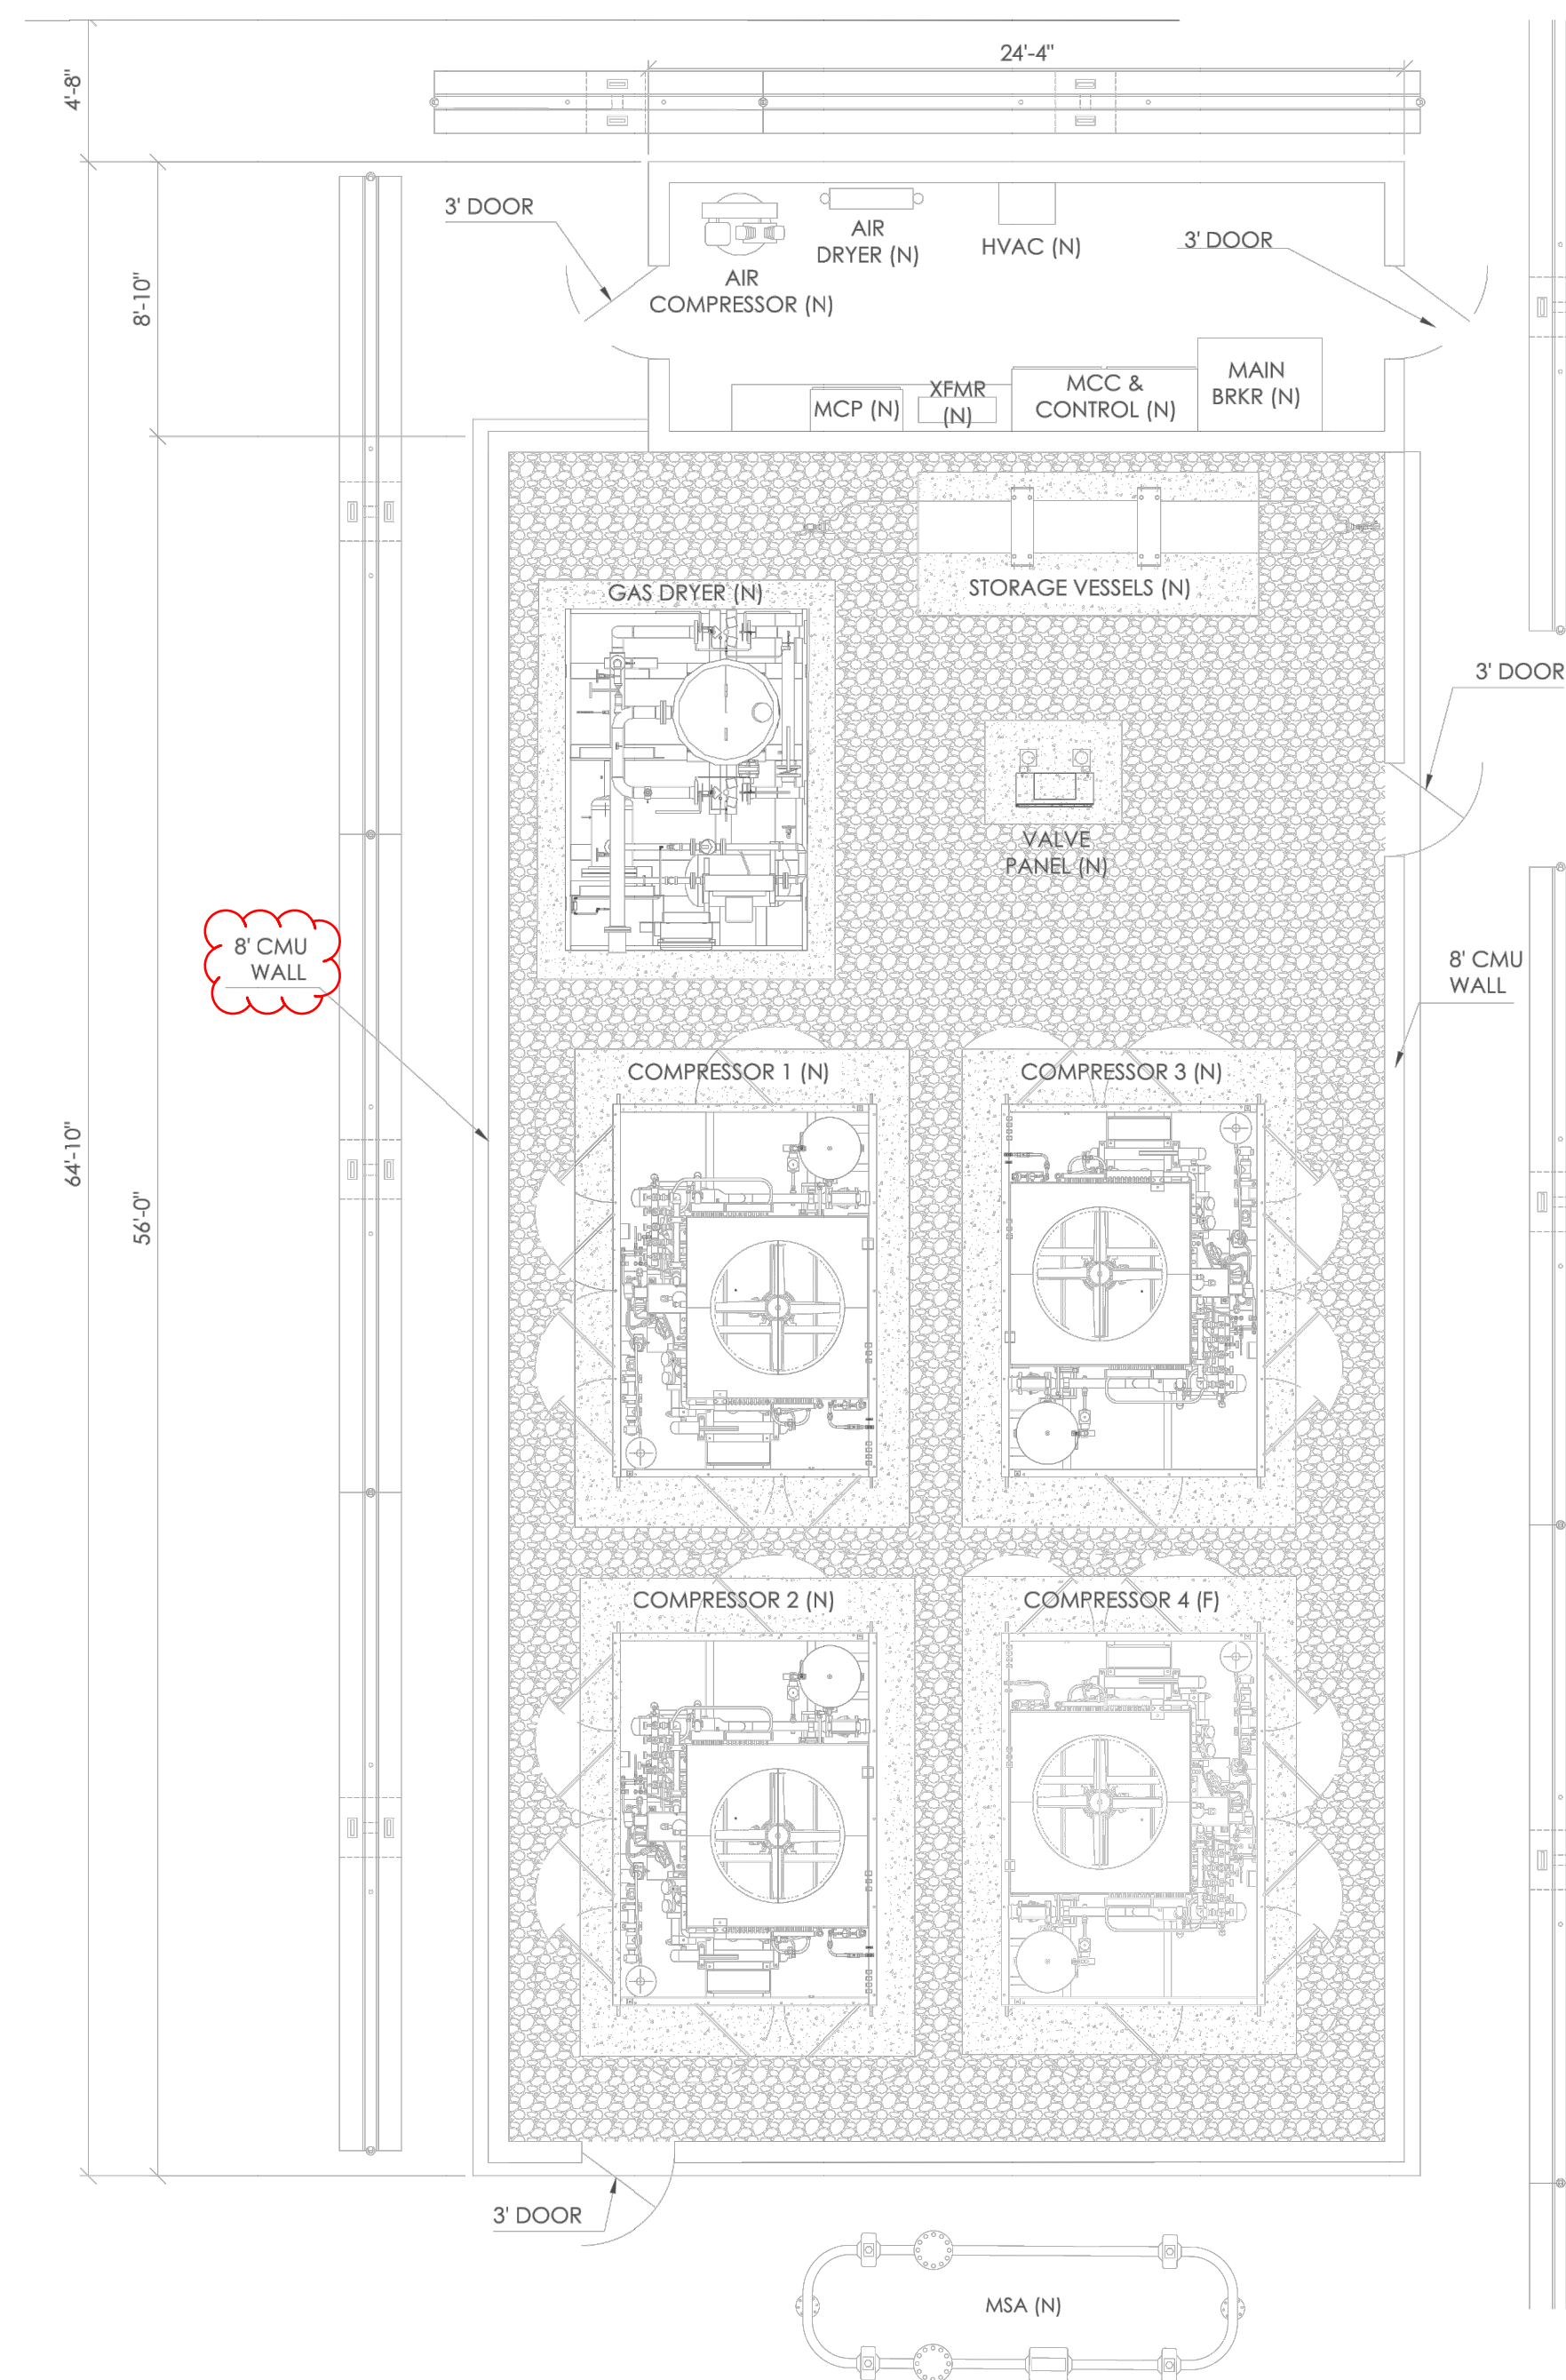 24'-4"
4'-8"
3' DOOR
AIR
DRYER (N)
HVAC (N)
3' DOOR
AIR
COMPRESSOR (N)
8'-10"
MCP (N)
XFMR
(N)
MCC &
CONTROL (N)
MAIN
BRKR (N)
GAS DRYER (N)
STORAGE VESSELS (N)
3' DOOR
VALVE
PANEL (N)
8' CMU
WALL
8' CMU
WALL
COMPRESSOR 1 (N)
COMPRESSOR 3 (N)
64'-10"
56'-0"
COMPRESSOR 2 (N)
COMPRESSOR 4 (F)
3' DOOR
MSA (N)